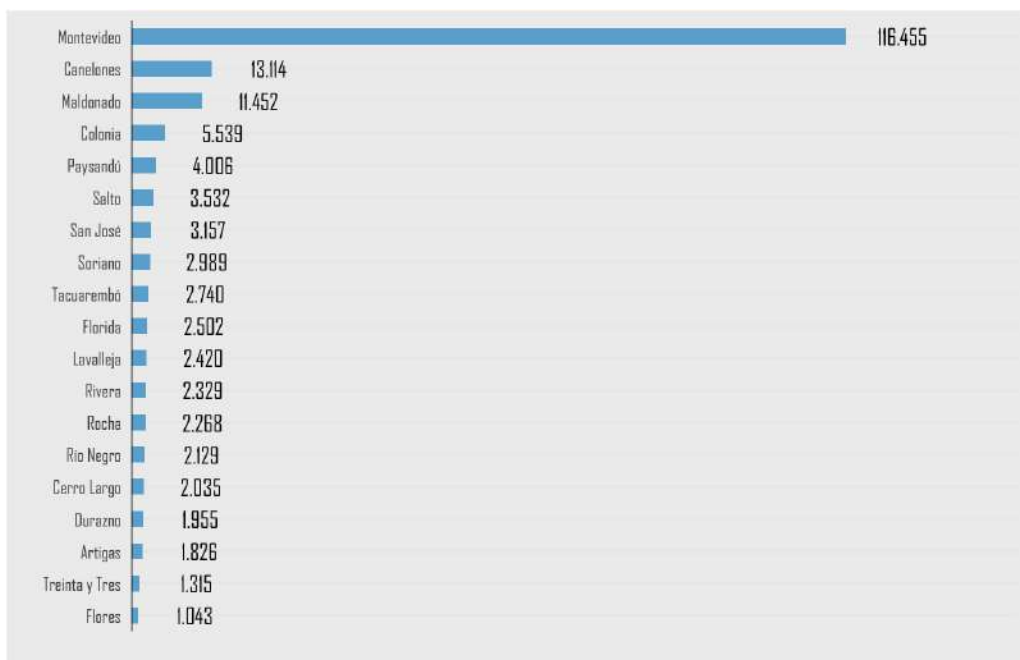 Montevideo 116.455
Canelones 13.114
Maldonado 11.452
Colonia 5.539
Paysandú 4.006
Salto 3.532
San José 3.157
Soriano 2.989
Tacuarembó 2.740
Florida 2.502
Lavalleja 2.420
Rivera 2.329
Rocha 2.268
Río Negro 2.129
Cerro Largo 2.035
Durazno 1.955
Artigas 1.826
Treinta y Tres 1.315
Flores 1.043